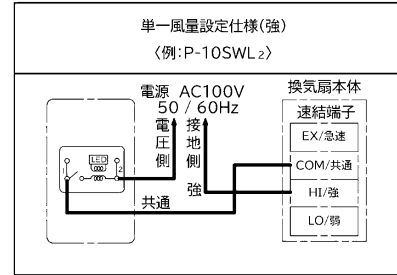 単一風量設定仕様(強)
〈例:P-10SWL2〉
電源 AC100V
50 / 60Hz
電圧側
接地側
換気扇本体
速結端子
EX/急速
COM/共通
HI/強
LO/弱
LED
1
2
強
共通